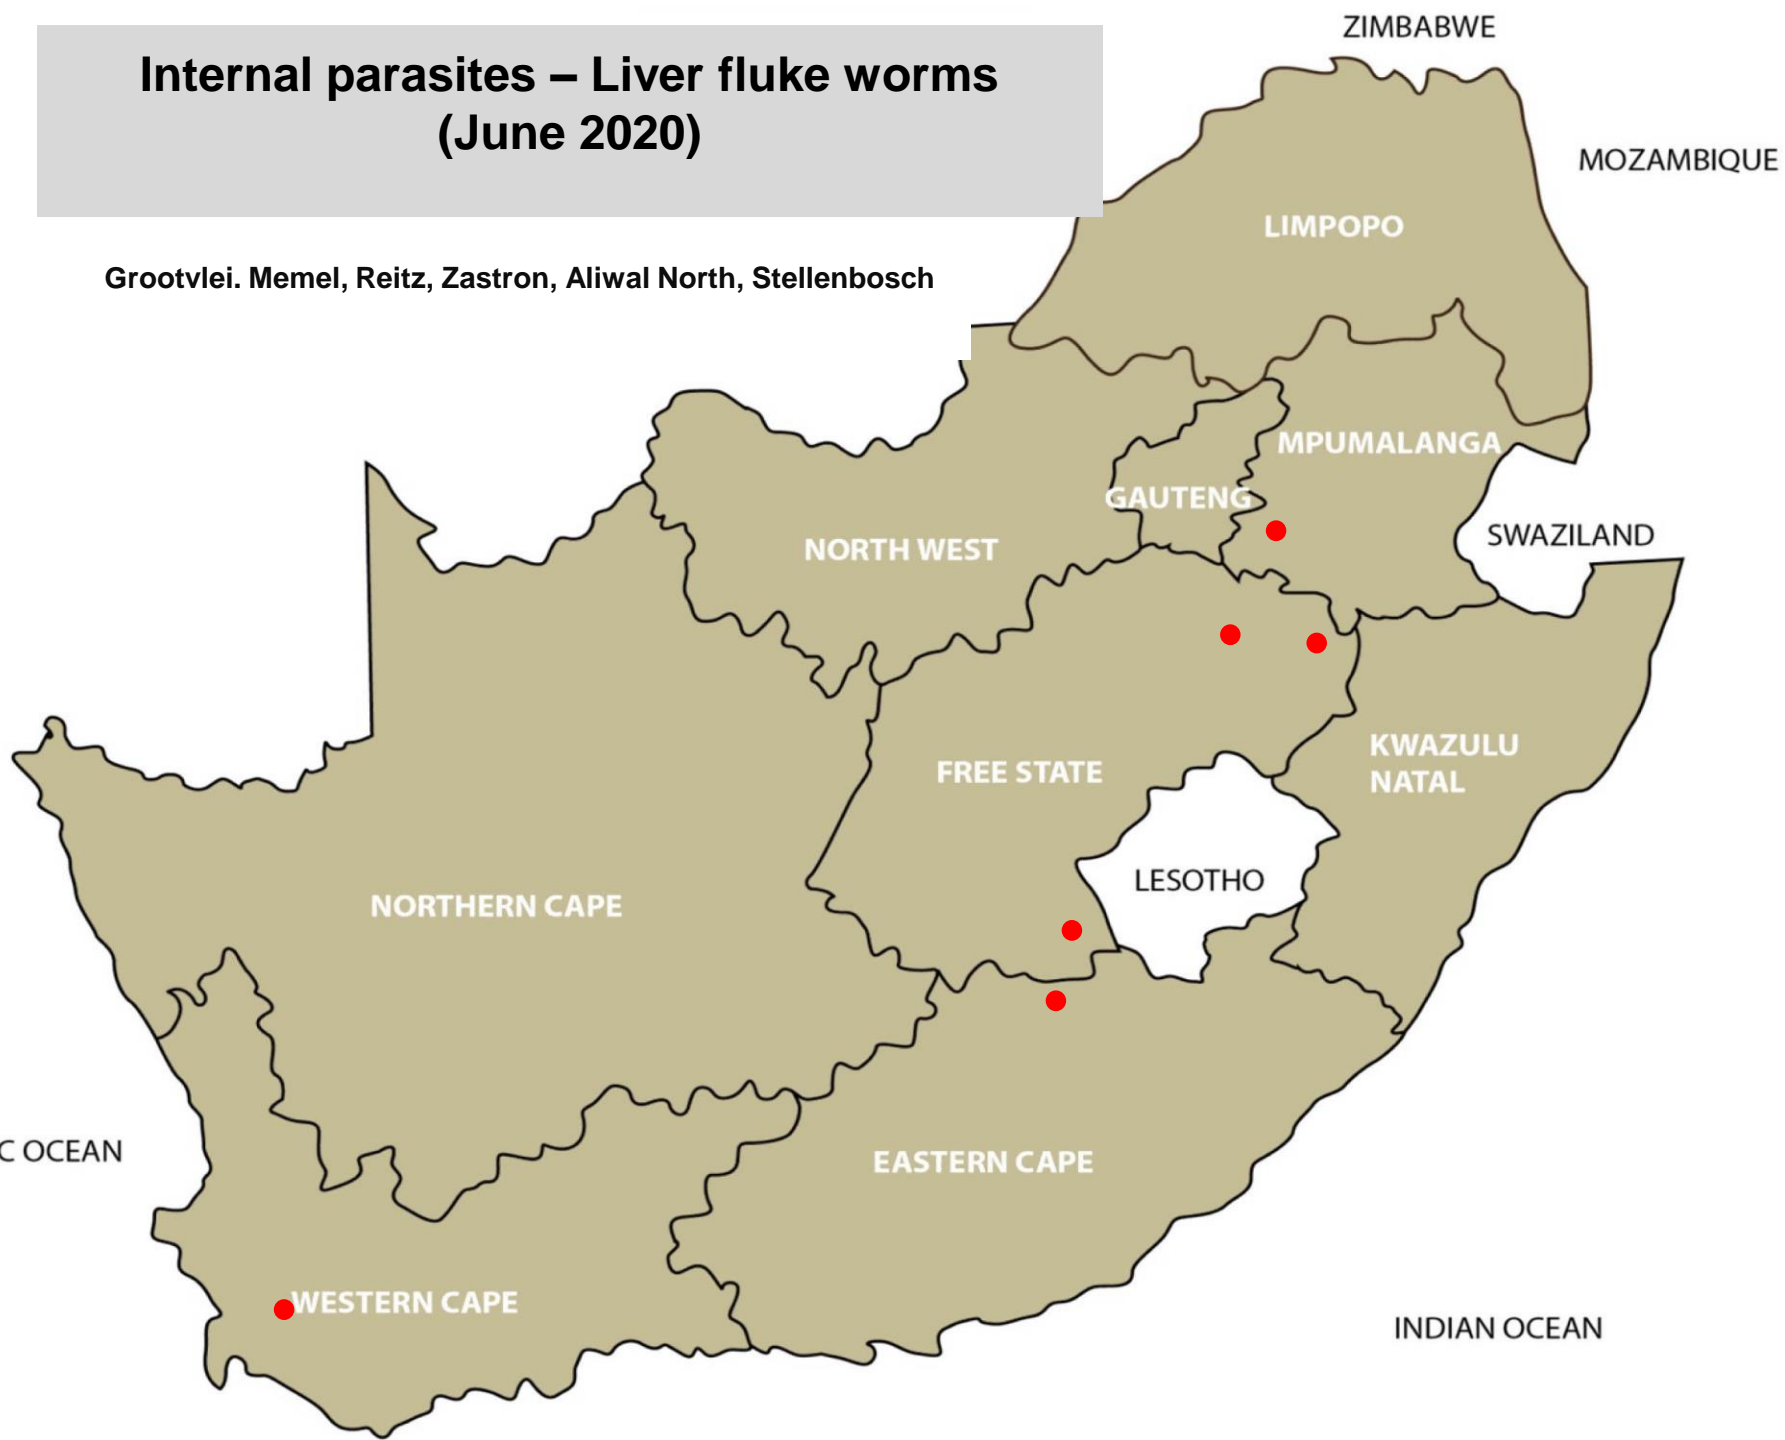 Internal parasites – Liver fluke worms
(June 2020)
Grootvlei. Memel, Reitz, Zastron, Aliwal North, Stellenbosch
ZIMBABWE
MOZAMBIQUE
LIMPOPO
MPUMALANGA
GAUTENG
NORTH WEST
SWAZILAND
KWAZULU
NATAL
FREE STATE
LESOTHO
NORTHERN CAPE
C OCEAN
EASTERN CAPE
WESTERN CAPE
INDIAN OCEAN